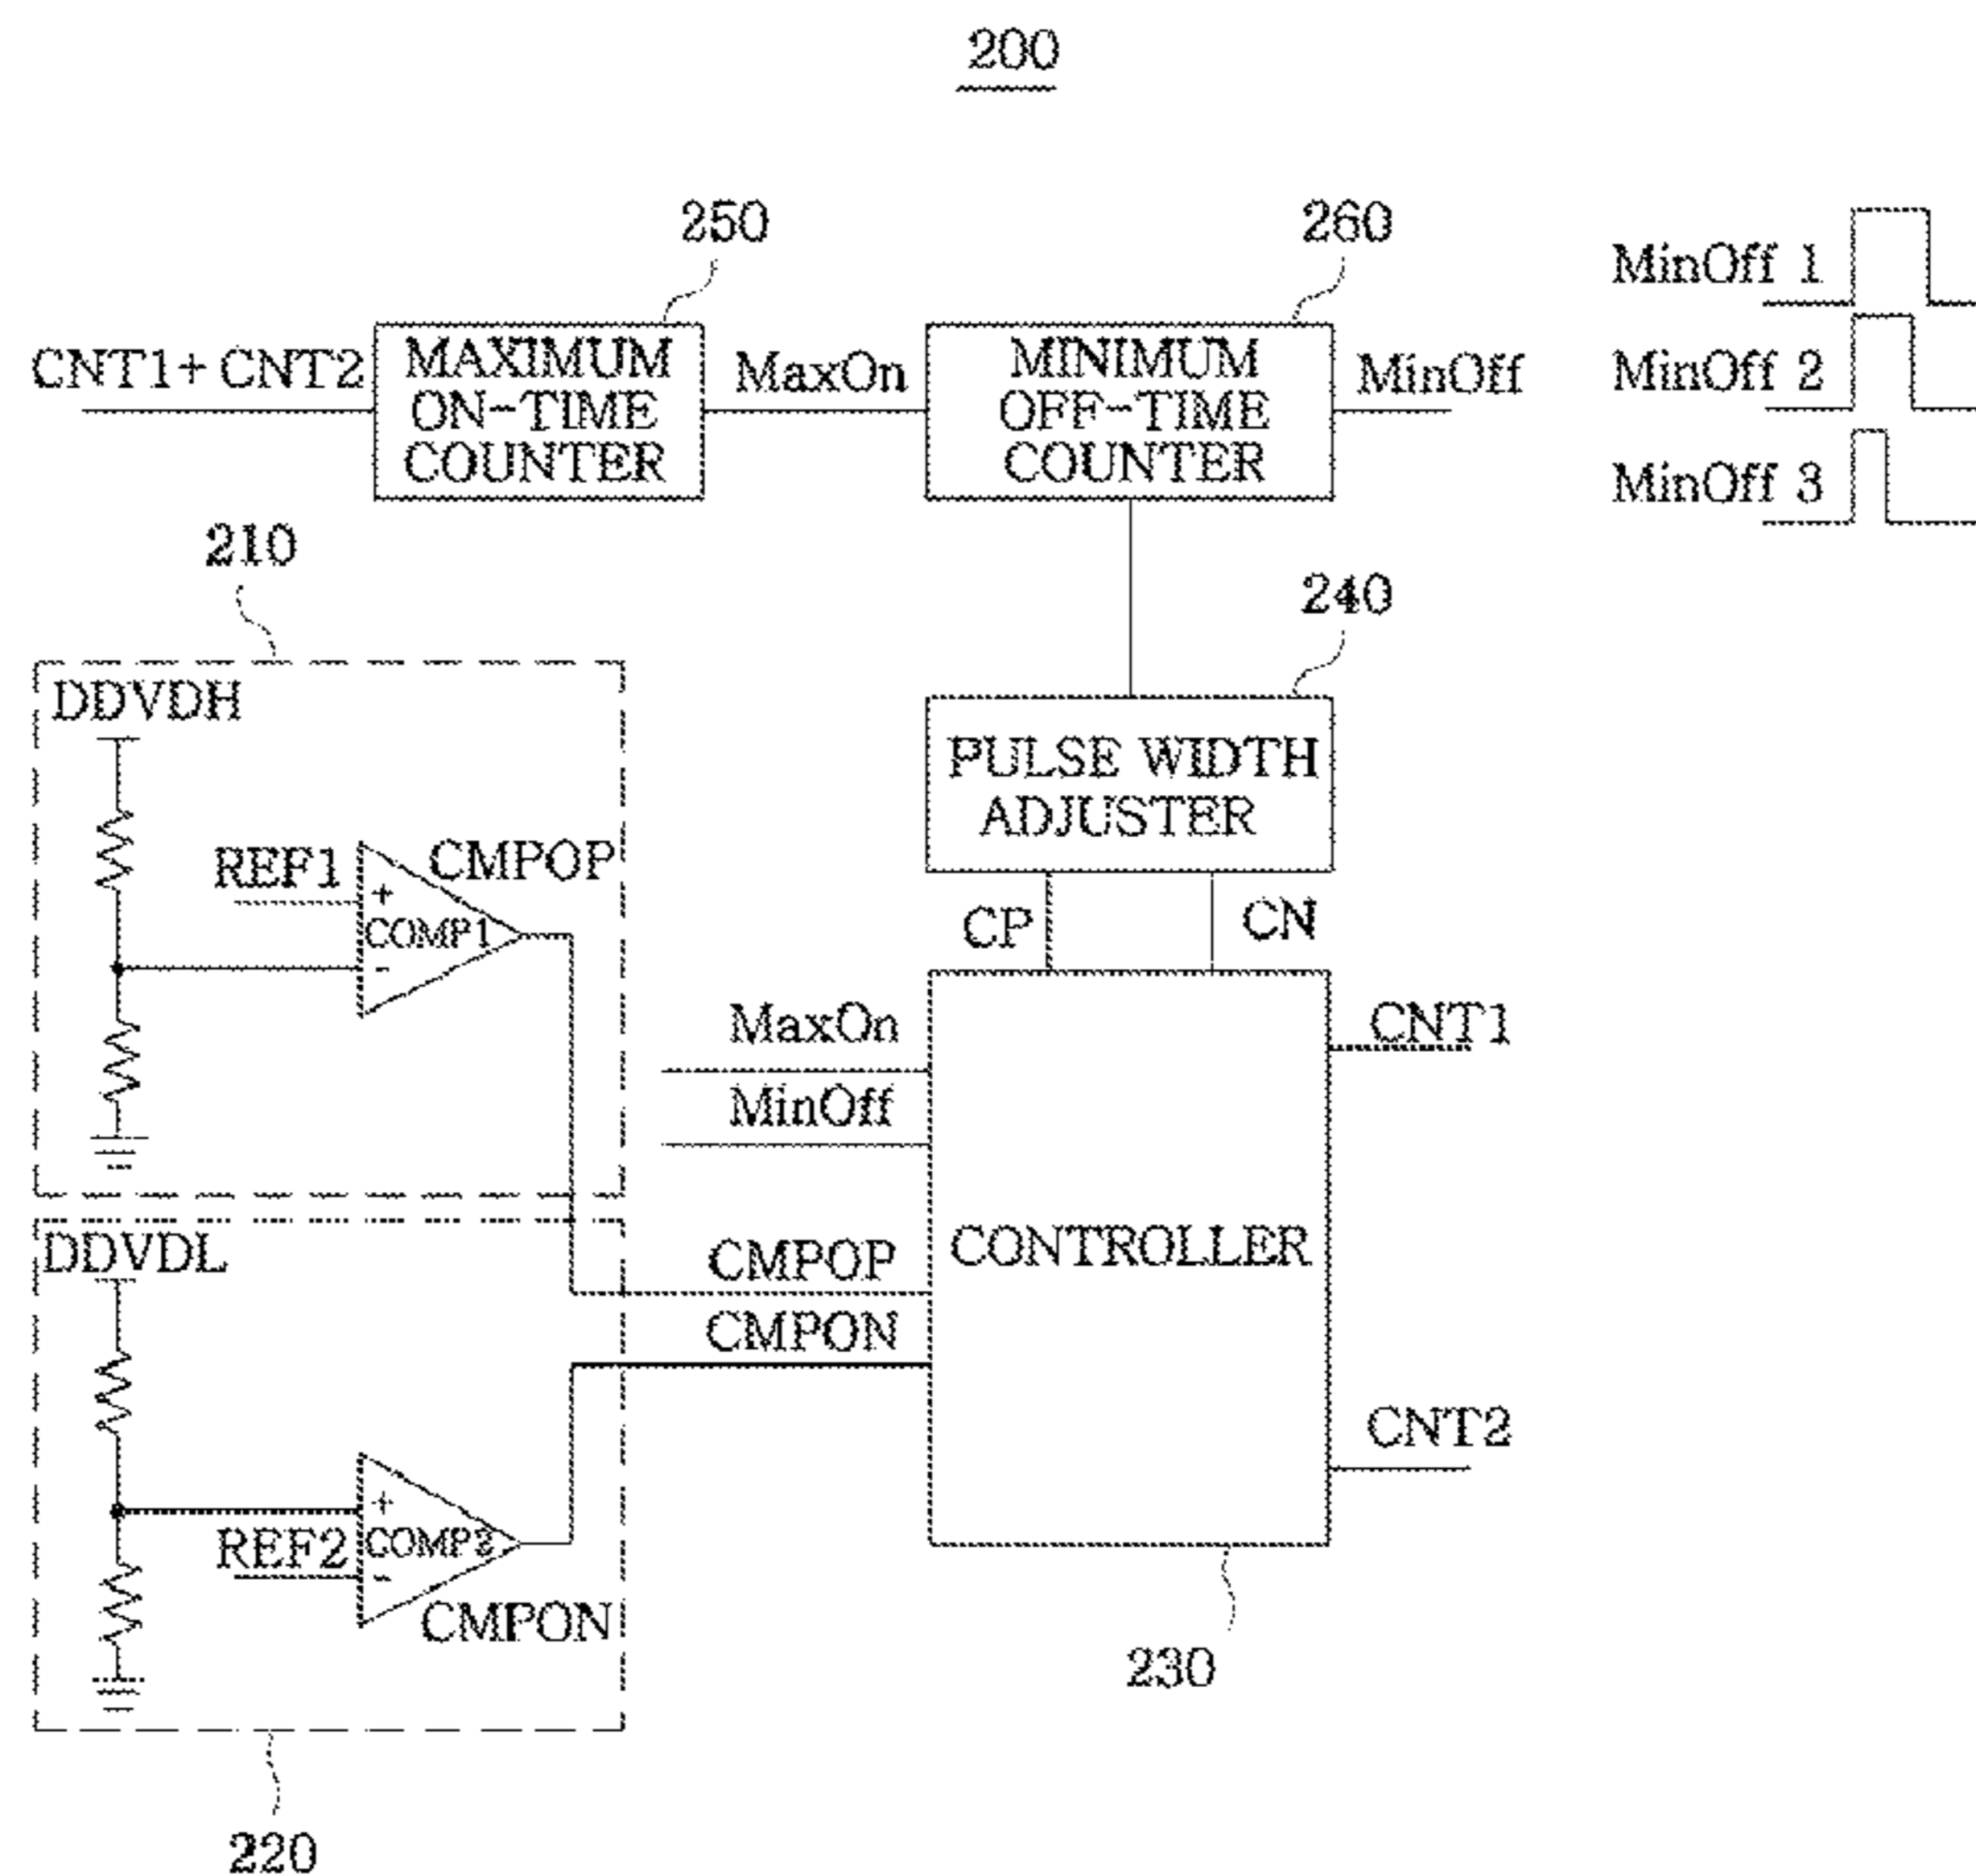 200
250
260
MinOff 1
CNT1+ CNT2
MAXIMUM
ON-TIME
COUNTER
MaxOn
MINIMUM
OFF-TIME
COUNTER
MinOff
MinOff 2
MinOff 3
210
240
DDVDH
PULSE WIDTH
ADJUSTER
REF1
+
COMP1
-
CMPOP
CP
CN
MaxOn
MinOff
CNT1
CONTROLLER
DDVDL
CMPOP
CMPON
CNT2
+
REF2
COMP2
-
CMPON
230
220